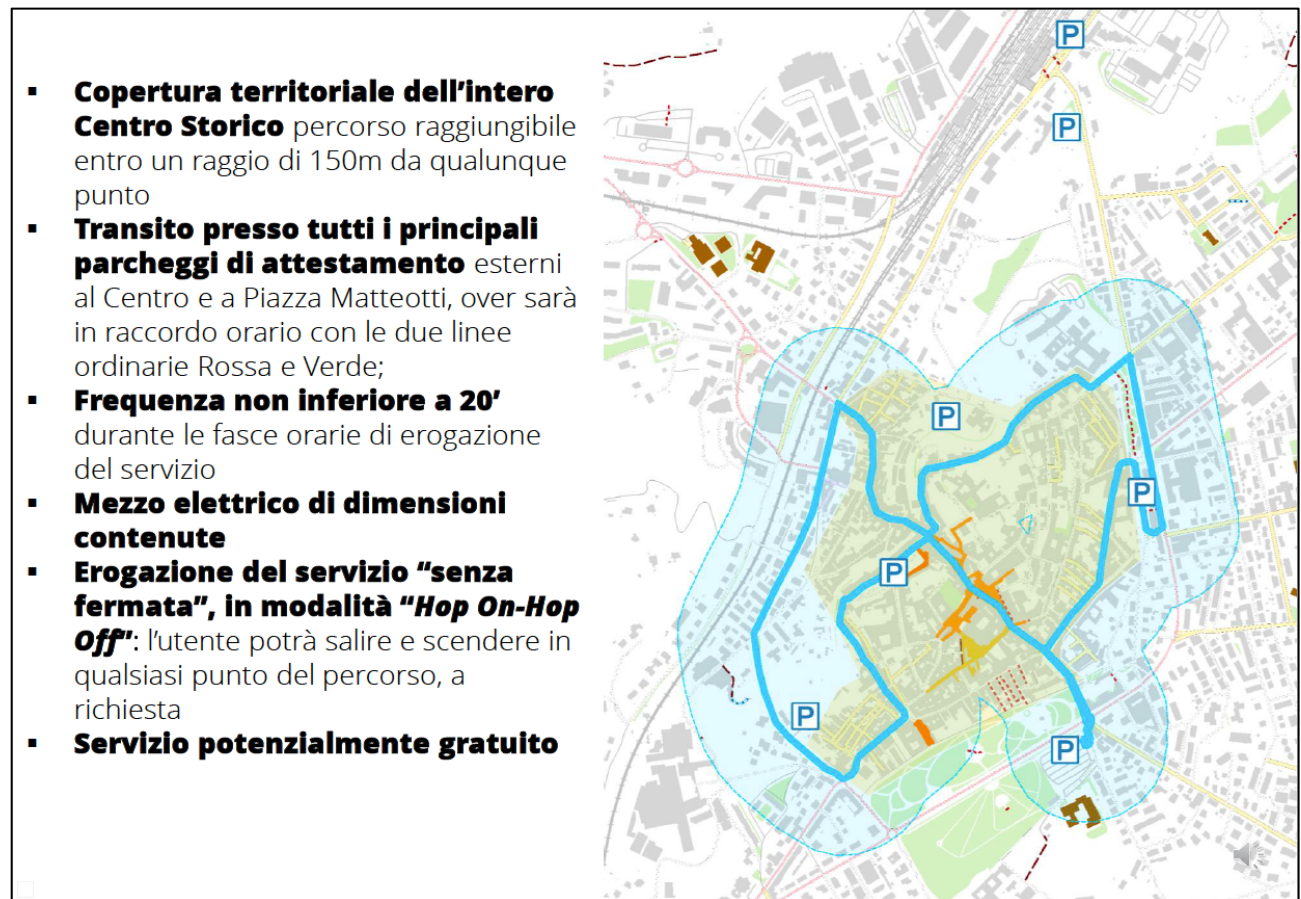 ▪ Copertura territoriale dell'intero
Centro Storico percorso raggiungibile
entro un raggio di 150m da qualunque
punto
▪ Transito presso tutti i principali
parcheggi di attestamento esterni
al Centro e a Piazza Matteotti, over sarà
in raccordo orario con le due linee
ordinarie Rossa e Verde;
▪ Frequenza non inferiore a 20'
durante le fasce orarie di erogazione
del servizio
▪ Mezzo elettrico di dimensioni
contenute
▪ Erogazione del servizio "senza
fermata", in modalità "Hop On-Hop
Off": l'utente potrà salire e scendere in
qualsiasi punto del percorso, a
richiesta
▪ Servizio potenzialmente gratuito
P
P
P
P
P
P
P